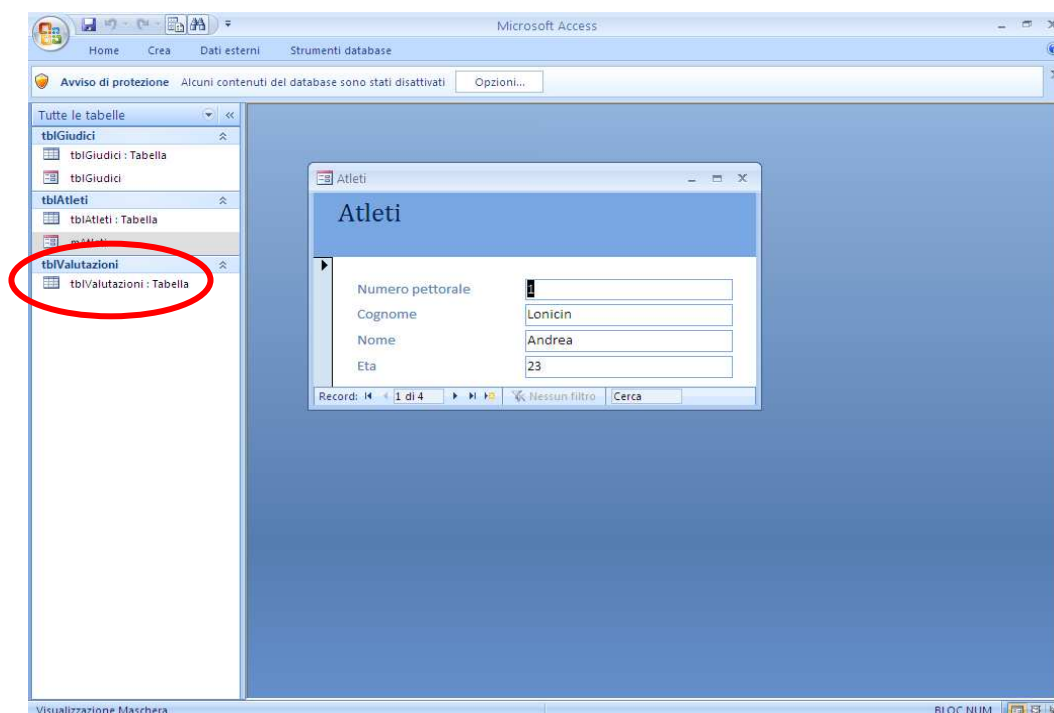 Microsoft Access
Home Crea Dati esterni Strumenti database
Avviso di protezione Alcuni contenuti del database sono stati disattivati Opzioni...
Tutte le tabelle
tblGiudici
tblGiudici : Tabella
tblGiudici
tblAtleti
tblAtleti : Tabella
mAtleti
tblValutazioni
tblValutazioni : Tabella
Atleti
Atleti
Numero pettorale 1
Cognome Lonicin
Nome Andrea
Eta 23
Record: 1 di 4 Nessun filtro Cerca
Visualizzazione Maschera BLOC NUM